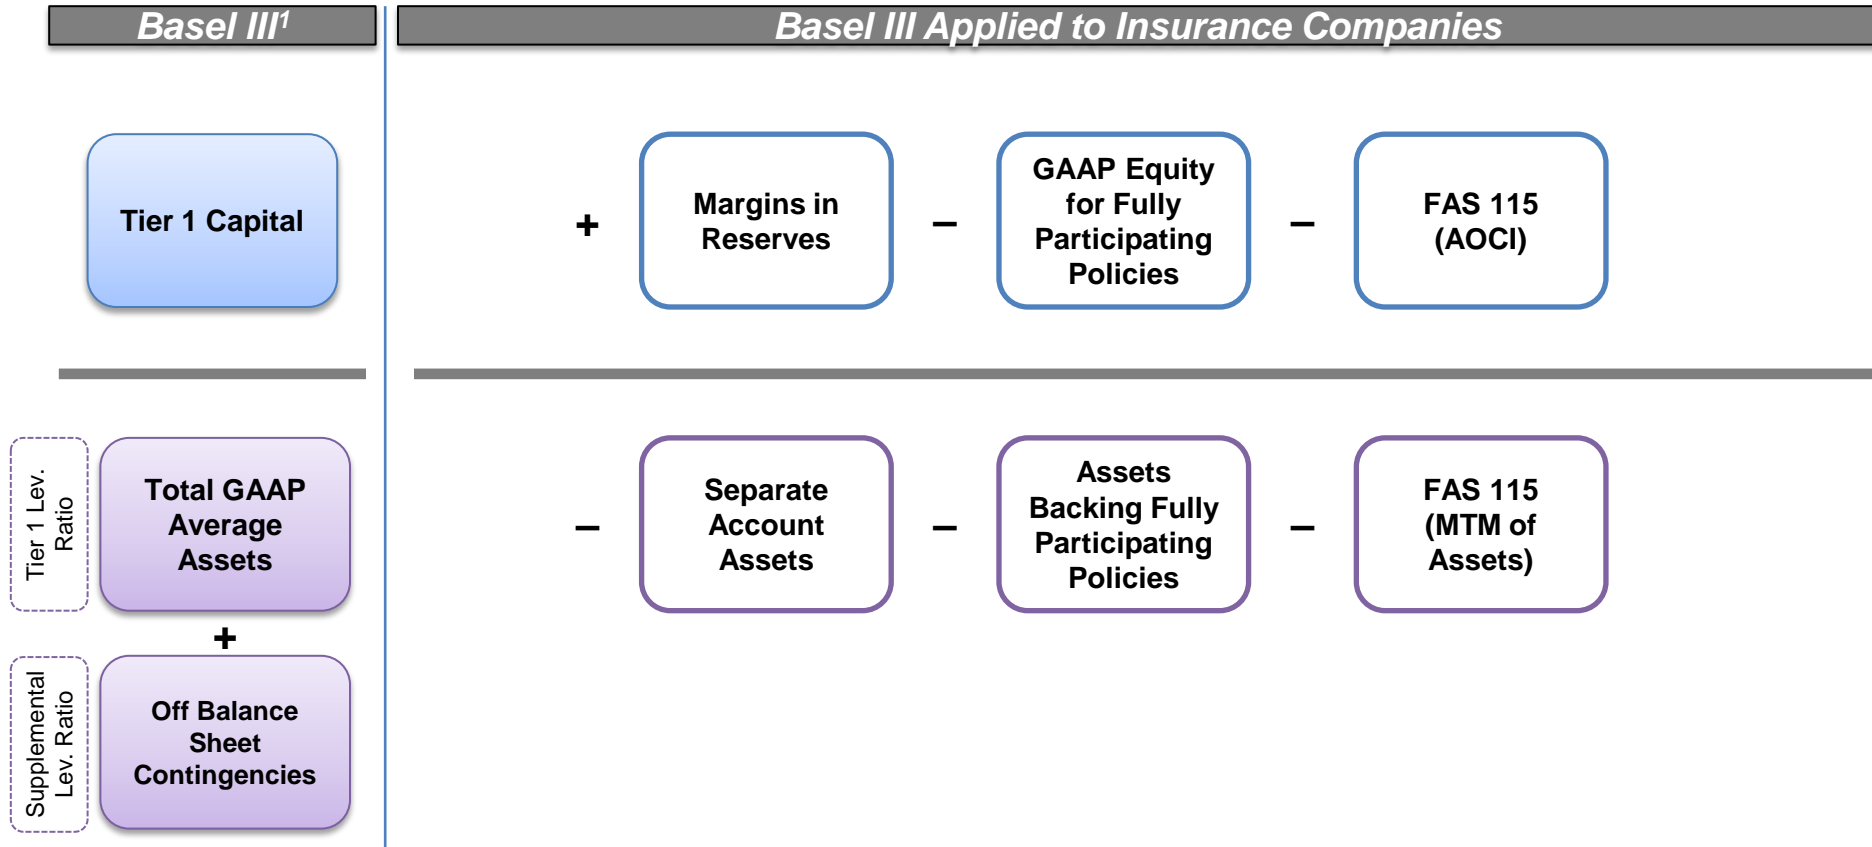 Basel III¹
Basel III Applied to Insurance Companies
Tier 1 Capital
+
Margins in
Reserves
–
GAAP Equity
for Fully
Participating
Policies
–
FAS 115
(AOCI)
Tier 1 Lev.
Ratio
Total GAAP
Average
Assets
–
Separate
Account
Assets
–
Assets
Backing Fully
Participating
Policies
–
FAS 115
(MTM of
Assets)
+
Supplemental
Lev. Ratio
Off Balance
Sheet
Contingencies